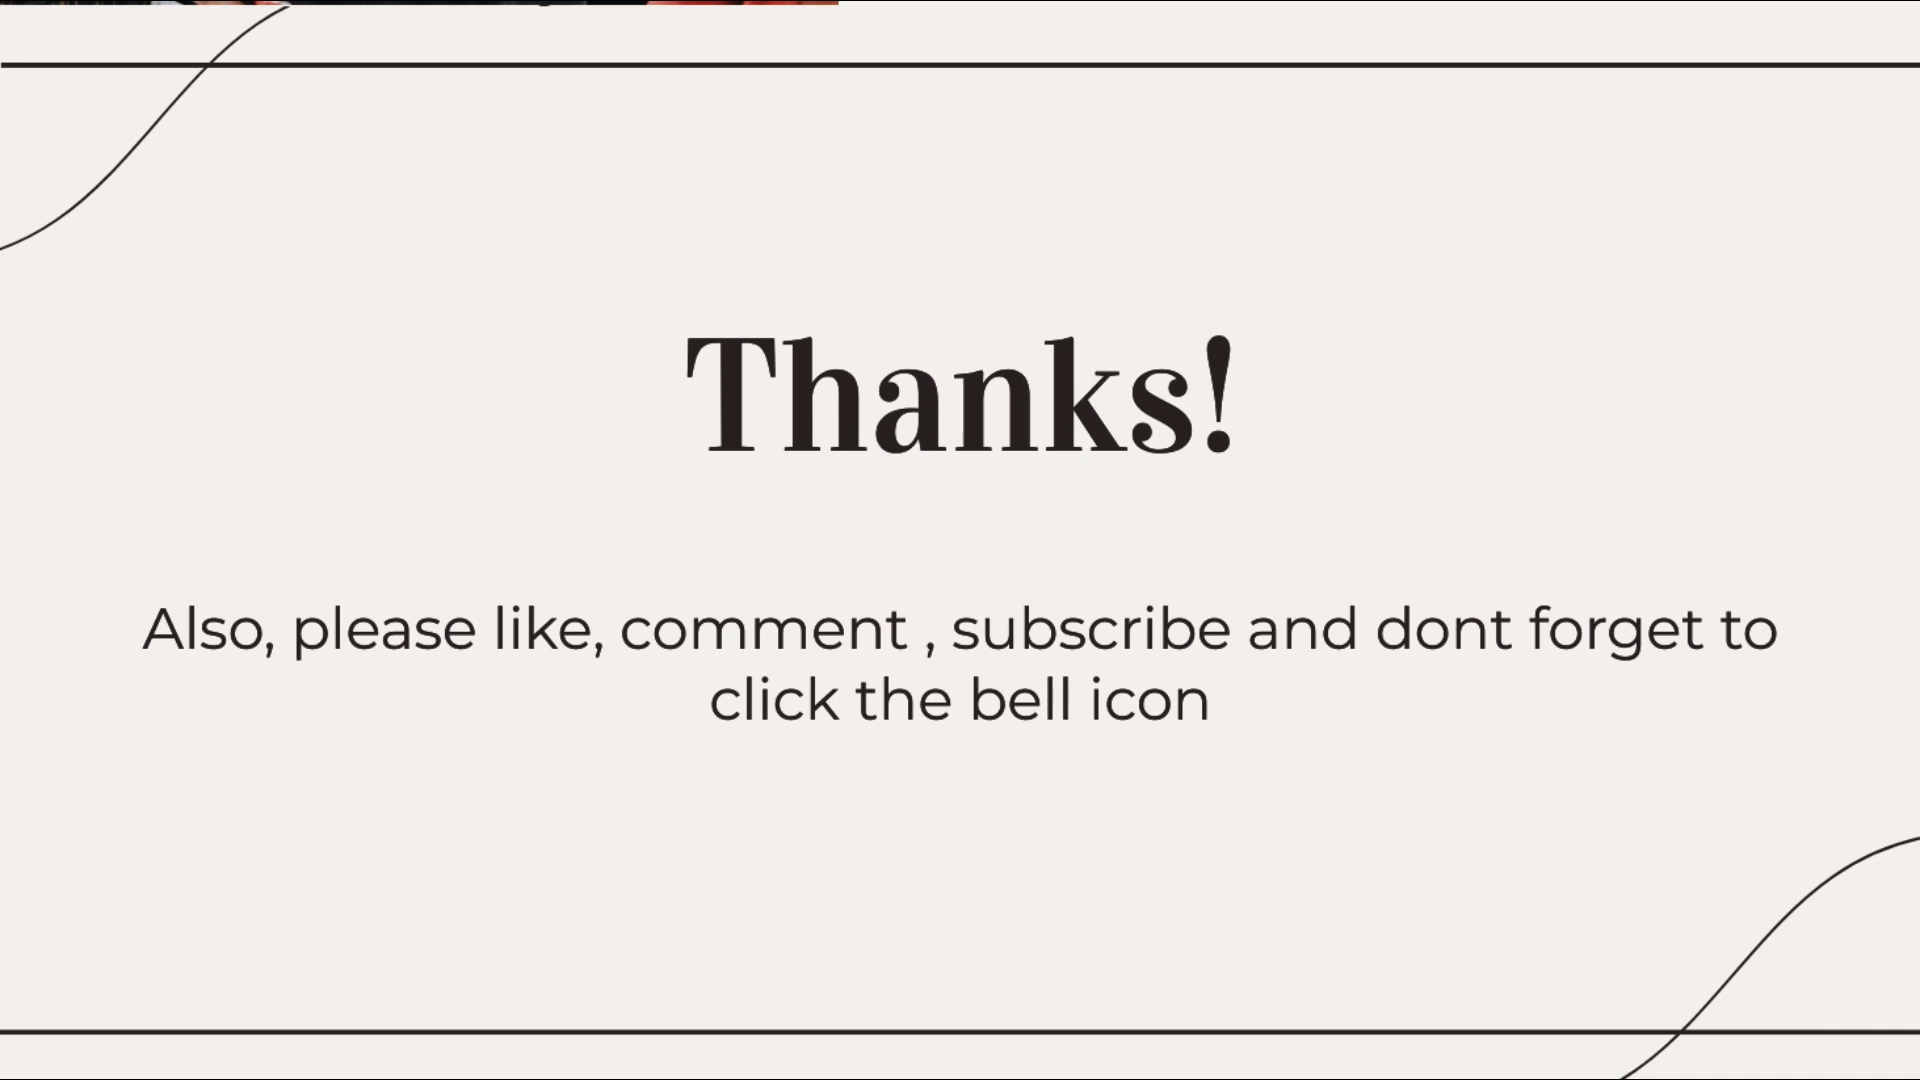 Thanks!
Also, please like, comment , subscribe and dont forget to
click the bell icon